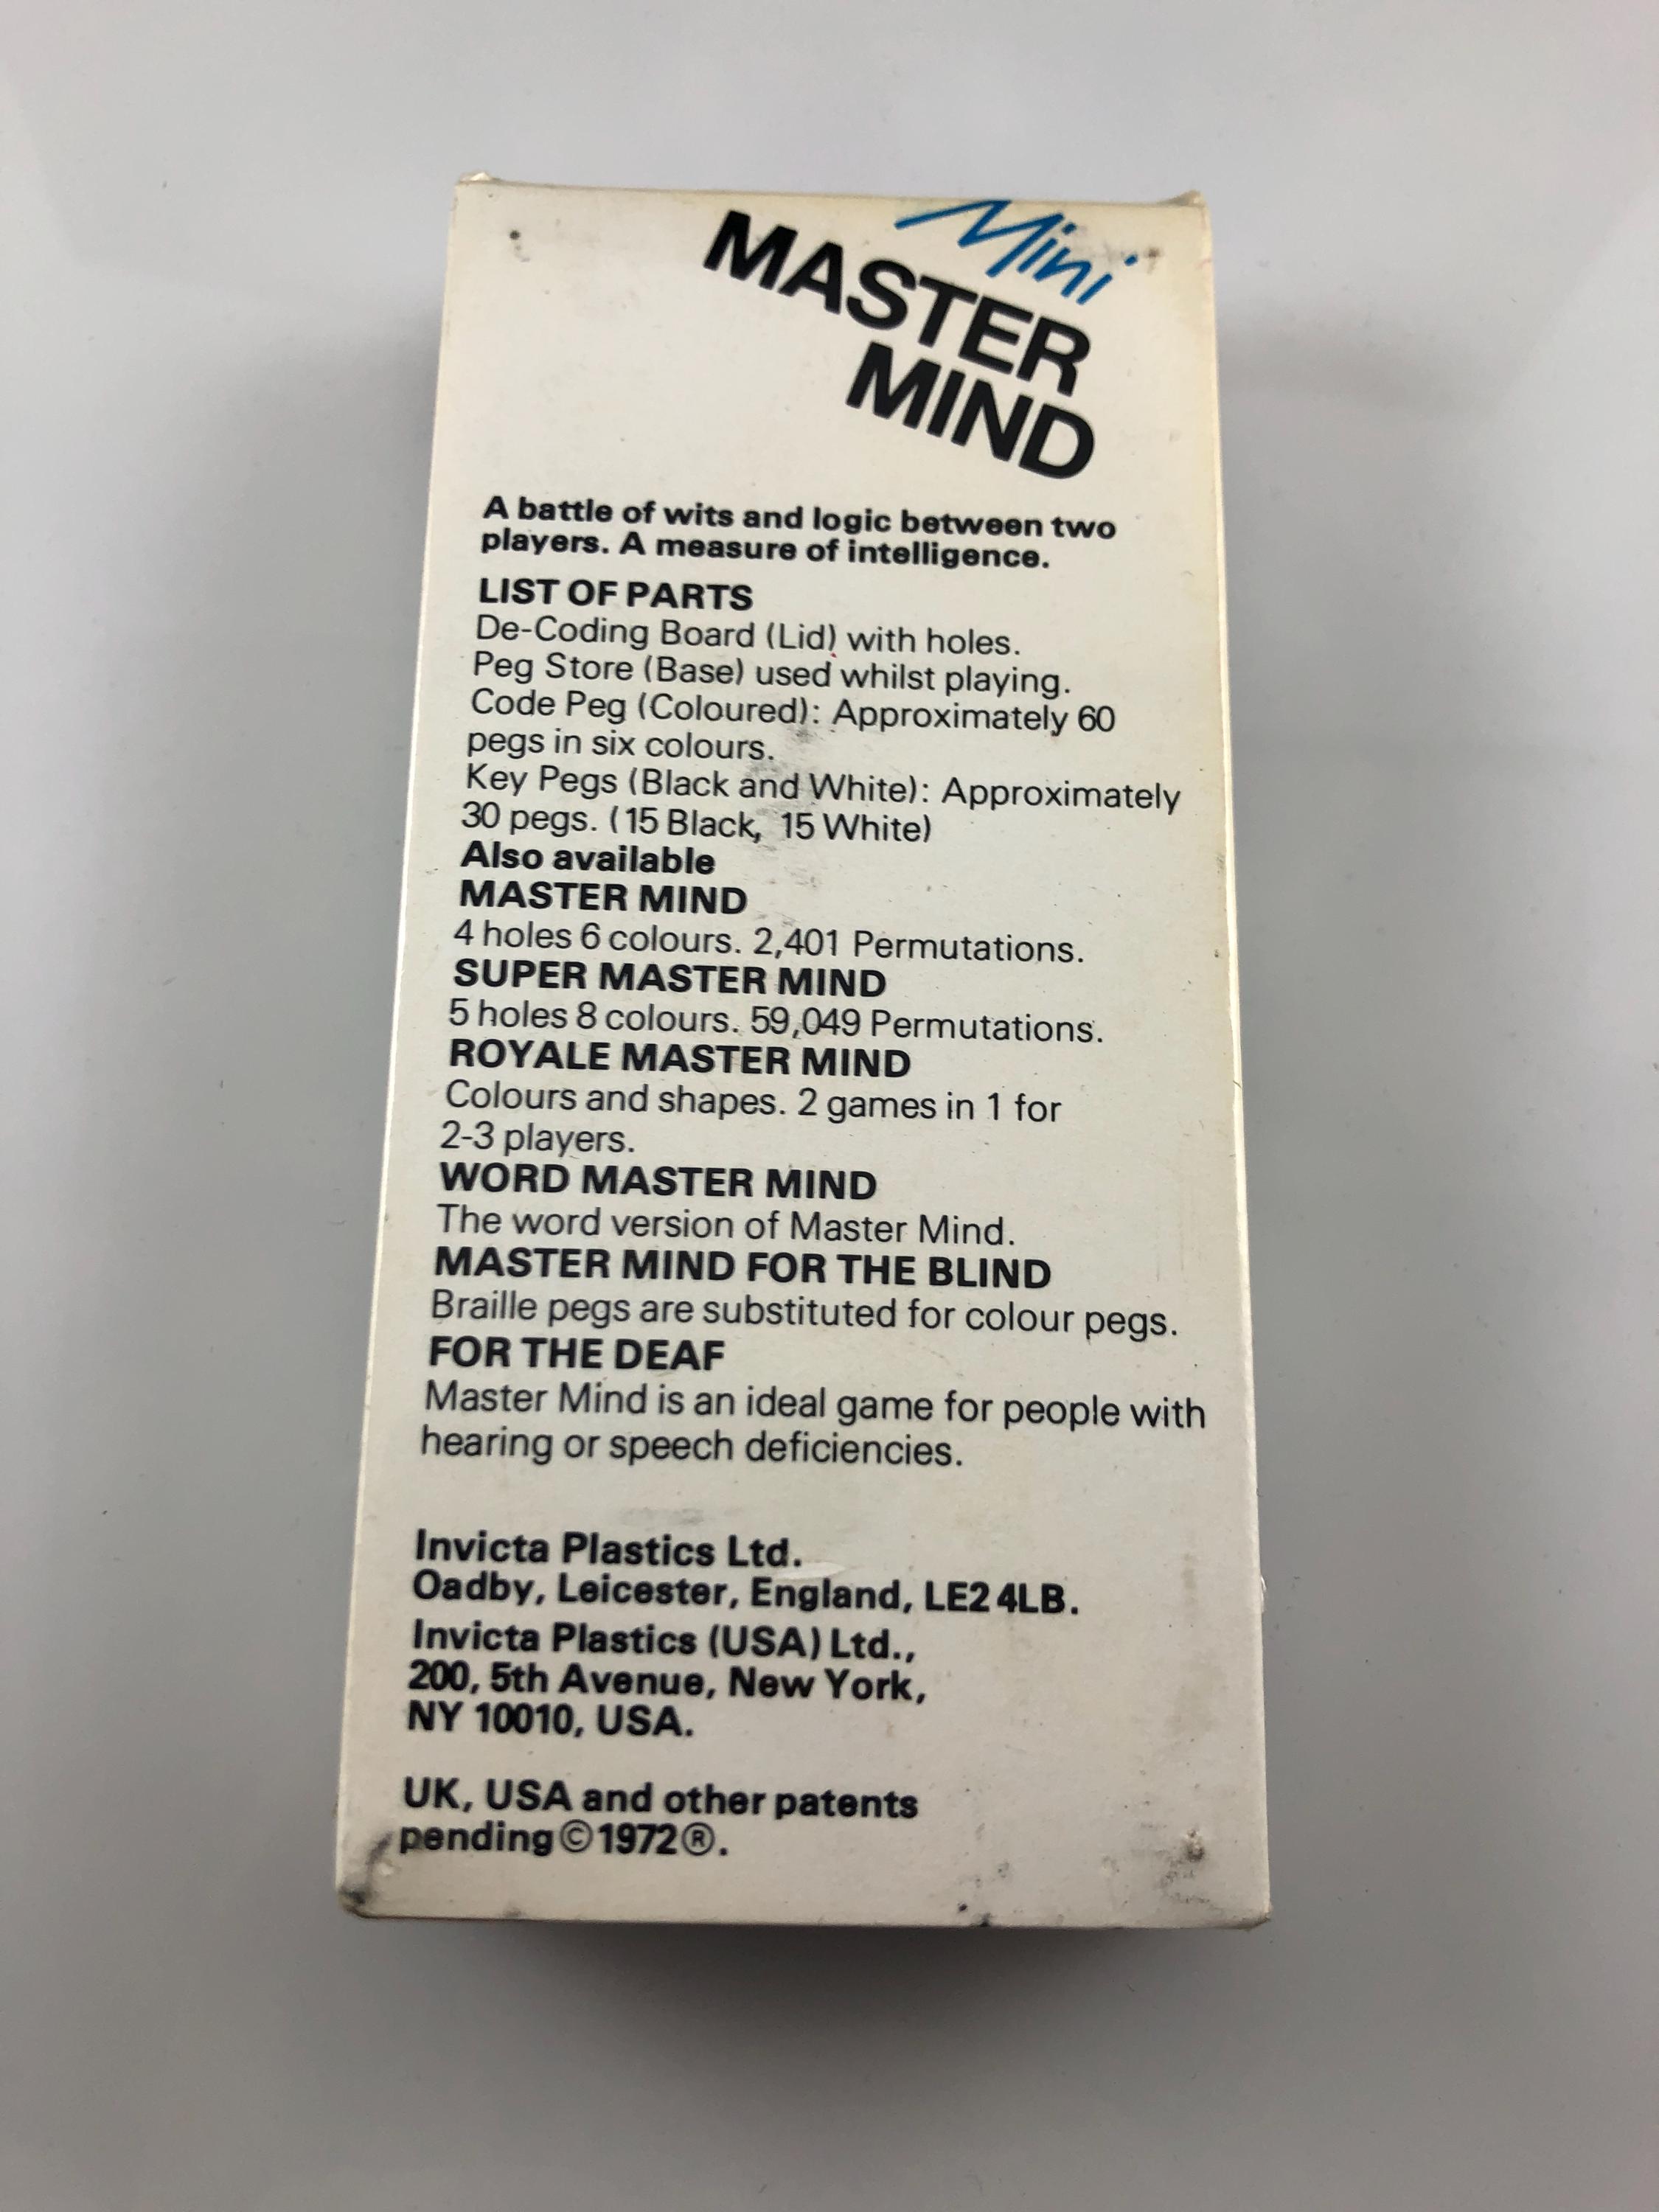 Mini
MASTER
MIND
A battle of wits and logic between two
players. A measure of intelligence.
LIST OF PARTS
De-Coding Board (Lid) with holes.
Peg Store (Base) used whilst playing.
Code Peg (Coloured): Approximately 60
pegs in six colours.
Key Pegs (Black and White): Approximately
30 pegs. (15 Black, 15 White)
Also available
MASTER MIND
4 holes 6 colours. 2,401 Permutations.
SUPER MASTER MIND
5 holes 8 colours. 59,049 Permutations.
ROYALE MASTER MIND
Colours and shapes. 2 games in 1 for
2-3 players.
WORD MASTER MIND
The word version of Master Mind.
MASTER MIND FOR THE BLIND
Braille pegs are substituted for colour pegs.
FOR THE DEAF
Master Mind is an ideal game for people with
hearing or speech deficiencies.
Invicta Plastics Ltd.
Oadby, Leicester, England, LE2 4LB.
Invicta Plastics (USA) Ltd.,
200, 5th Avenue, New York,
NY 10010, USA.
UK, USA and other patents
pending © 1972 ®.